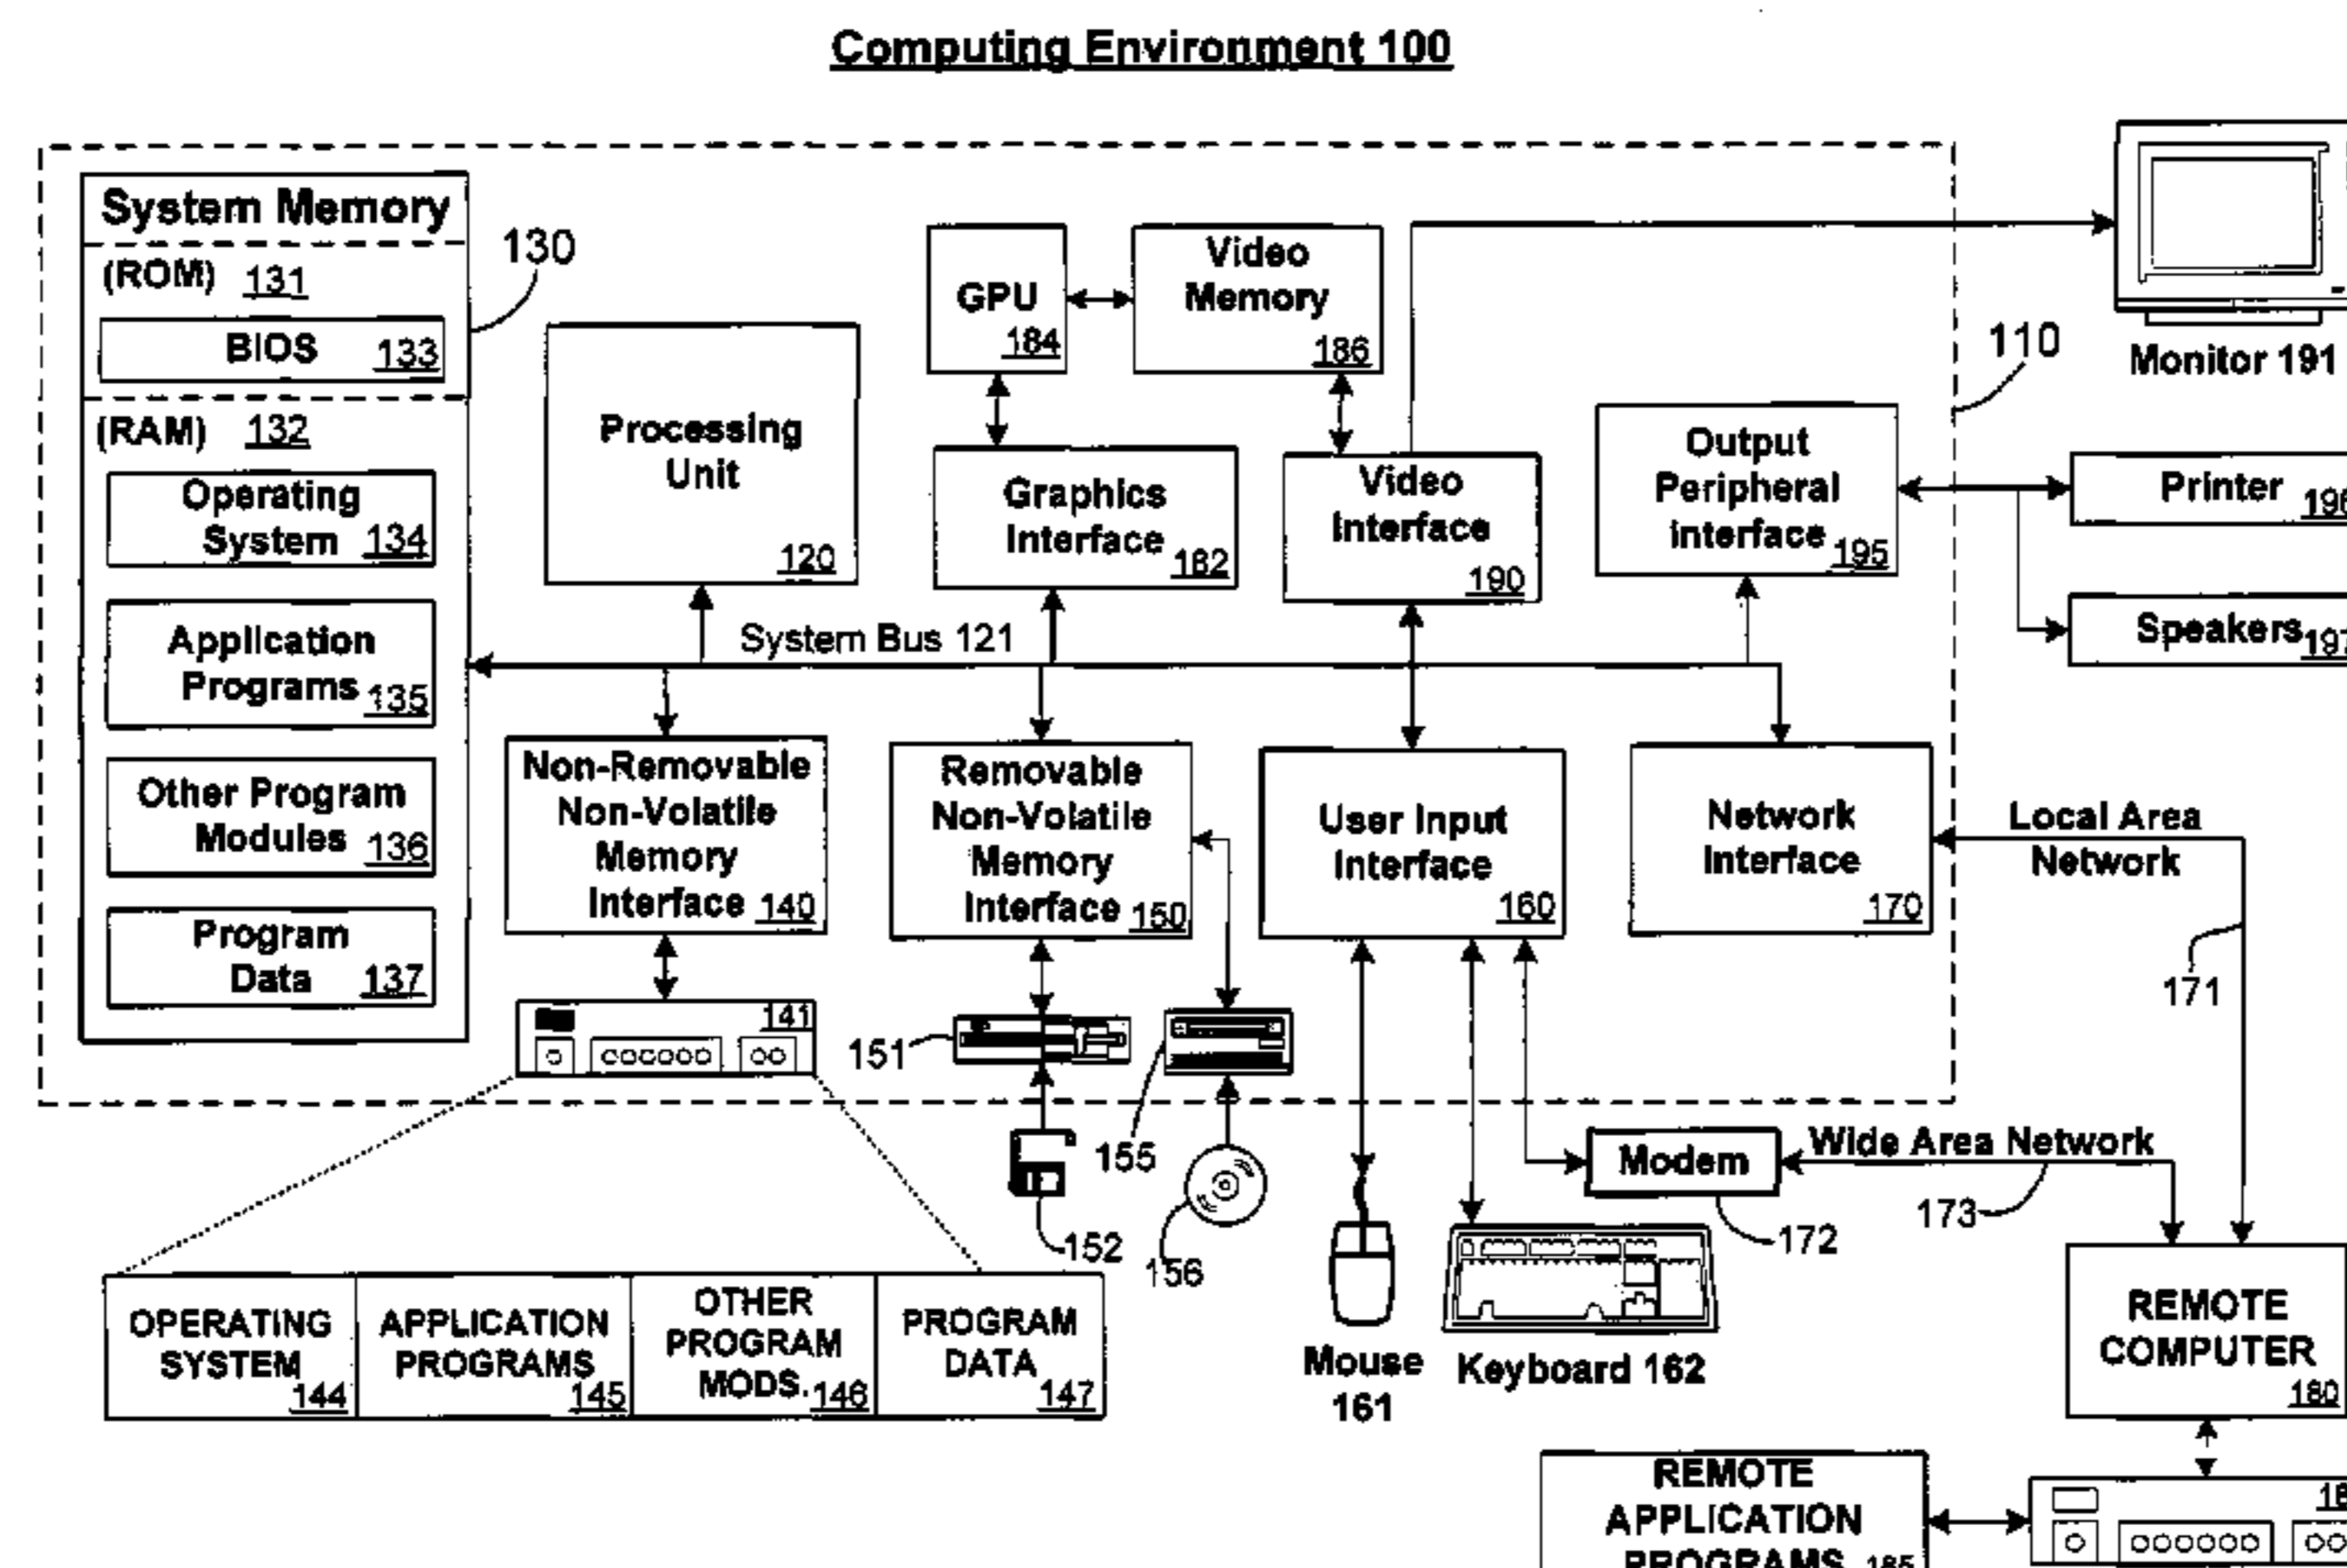 Computing Environment 100
System Memory
(ROM) 131
BIOS 133
(RAM) 132
Operating
System 134
Application
Programs 135
Other Program
Modules 136
Program
Data 137
130
Processing
Unit
120
GPU
184
Video
Memory
186
Graphics
Interface
182
Video
Interface
190
Output
Peripheral
Interface 195
110
Monitor 191
Printer
Speakers
System Bus 121
Non-Removable
Non-Volatile
Memory
Interface 140
Removable
Non-Volatile
Memory
Interface 150
User Input
Interface
160
Network
Interface
170
Local Area
Network
171
141
151
155
152
156
Modem
172
Wide Area Network
173
Mouse
161
Keyboard 162
OPERATING
SYSTEM
144
APPLICATION
PROGRAMS
145
OTHER
PROGRAM
MODS. 146
PROGRAM
DATA
147
REMOTE
COMPUTER
180
REMOTE
APPLICATION
PROGRAMS 185